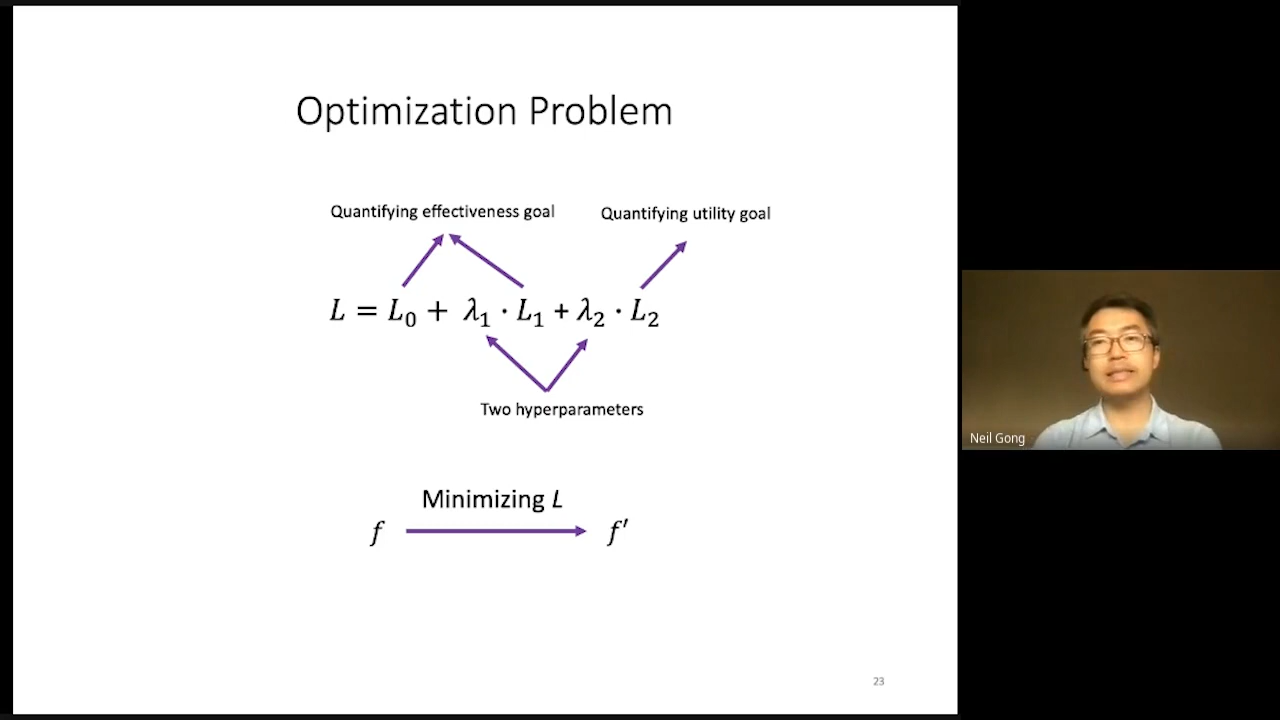 Optimization Problem
Quantifying effectiveness goal
Quantifying utility goal
𝐿 = 𝐿₀ + 𝜆₁ · 𝐿₁ + 𝜆₂ · 𝐿₂
Two hyperparameters
Minimizing L
𝑓 𝑓′
Neil Gong
23